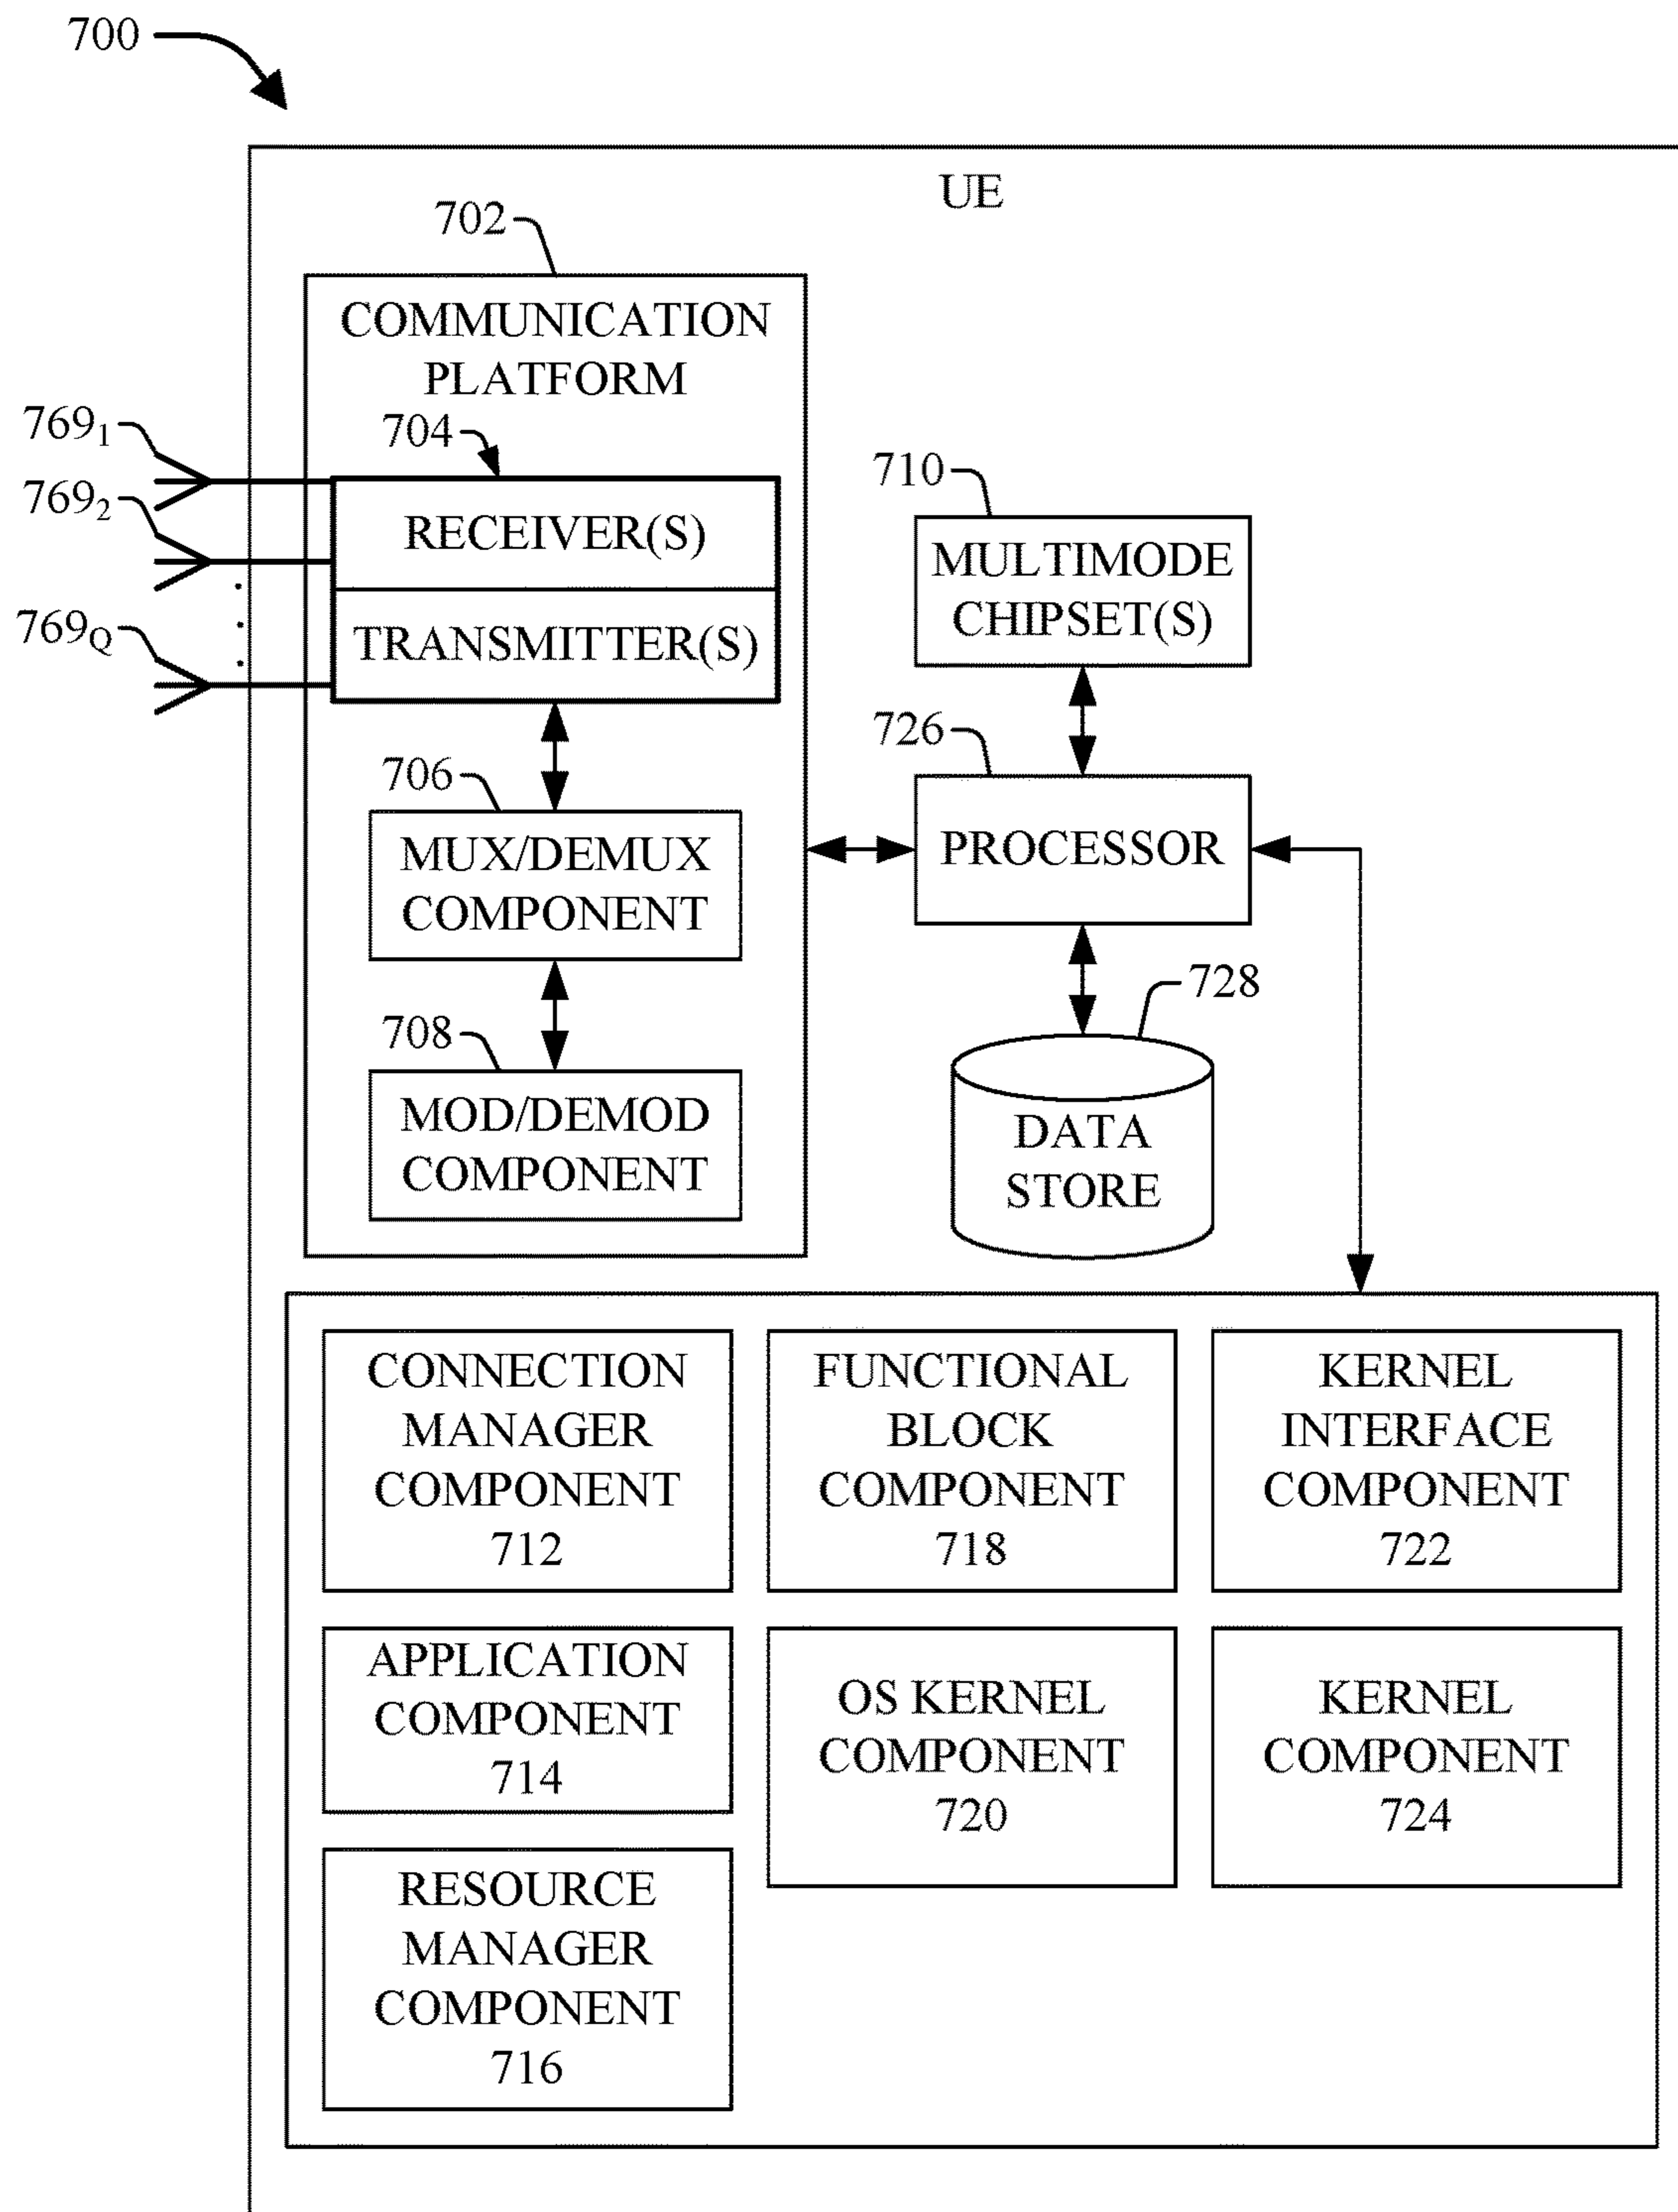 700
UE
702
COMMUNICATION
PLATFORM
769₁
704
769₂
RECEIVER(S)
769Q
TRANSMITTER(S)
710
MULTIMODE
CHIPSET(S)
706
MUX/DEMUX
COMPONENT
726
PROCESSOR
708
MOD/DEMOD
COMPONENT
728
DATA
STORE
CONNECTION
MANAGER
COMPONENT
712
FUNCTIONAL
BLOCK
COMPONENT
718
KERNEL
INTERFACE
COMPONENT
722
APPLICATION
COMPONENT
714
OS KERNEL
COMPONENT
720
KERNEL
COMPONENT
724
RESOURCE
MANAGER
COMPONENT
716